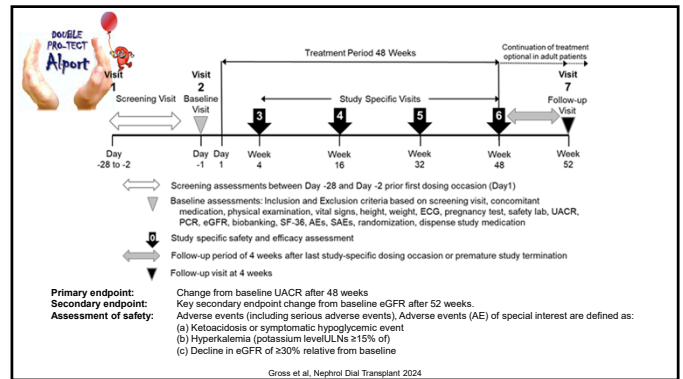 DOUBLE
PRO-TECT
Alport
Treatment Period 48 Weeks
Continuation of treatment
optional in adult patients
Visit
1
Visit
2
Visit
7
Screening Visit
Baseline
Visit
Study Specific Visits
Follow-up
Visit
3
4
5
6
Day
-28 to -2
Day
-1
Day
1
Week
4
Week
16
Week
32
Week
48
Week
52
Screening assessments between Day -28 and Day -2 prior first dosing occasion (Day1)
Baseline assessments: Inclusion and Exclusion criteria based on screening visit, concomitant
medication, physical examination, vital signs, height, weight, ECG, pregnancy test, safety lab, UACR,
PCR, eGFR, biobanking, SF-36, AEs, SAEs, randomization, dispense study medication
0 Study specific safety and efficacy assessment
Follow-up period of 4 weeks after last study-specific dosing occasion or premature study termination
Follow-up visit at 4 weeks
Primary endpoint: Change from baseline UACR after 48 weeks
Secondary endpoint: Key secondary endpoint change from baseline eGFR after 52 weeks.
Assessment of safety: Adverse events (including serious adverse events), Adverse events (AE) of special interest are defined as:
(a) Ketoacidosis or symptomatic hypoglycemic event
(b) Hyperkalemia (potassium levelULNs ≥15% of)
(c) Decline in eGFR of ≥30% relative from baseline
Gross et al, Nephrol Dial Transplant 2024